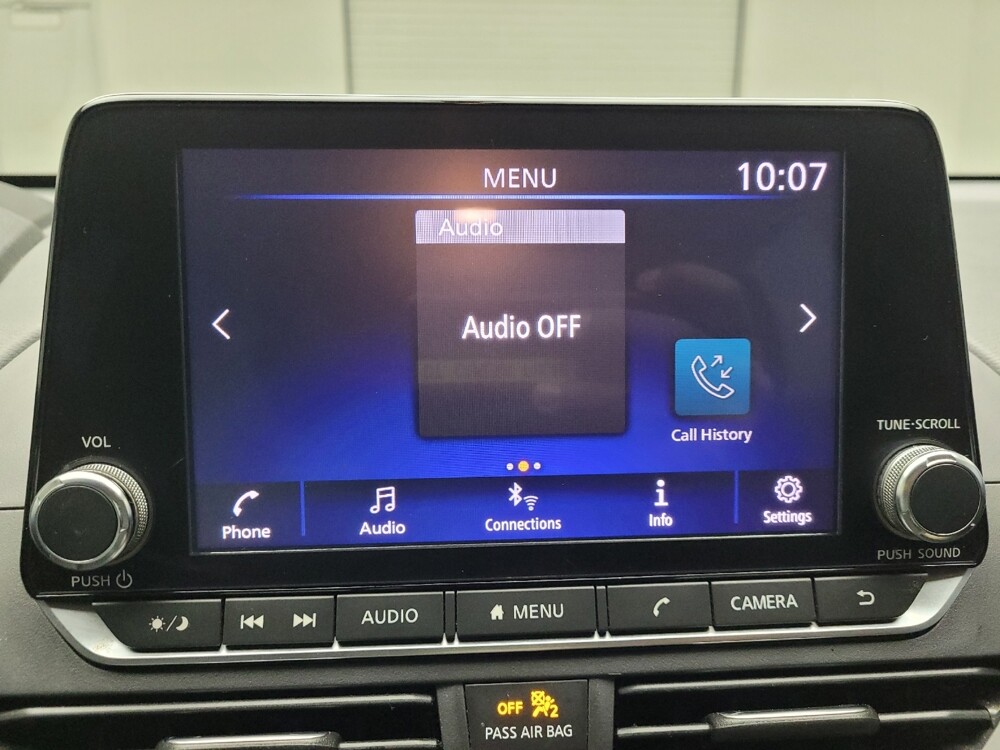 MENU
10:07
Audio
Audio OFF
Call History
VOL
TUNE·SCROLL
Phone
Audio
Connections
Info
Settings
PUSH
PUSH SOUND
AUDIO
MENU
CAMERA
OFF
2
PASS AIR BAG